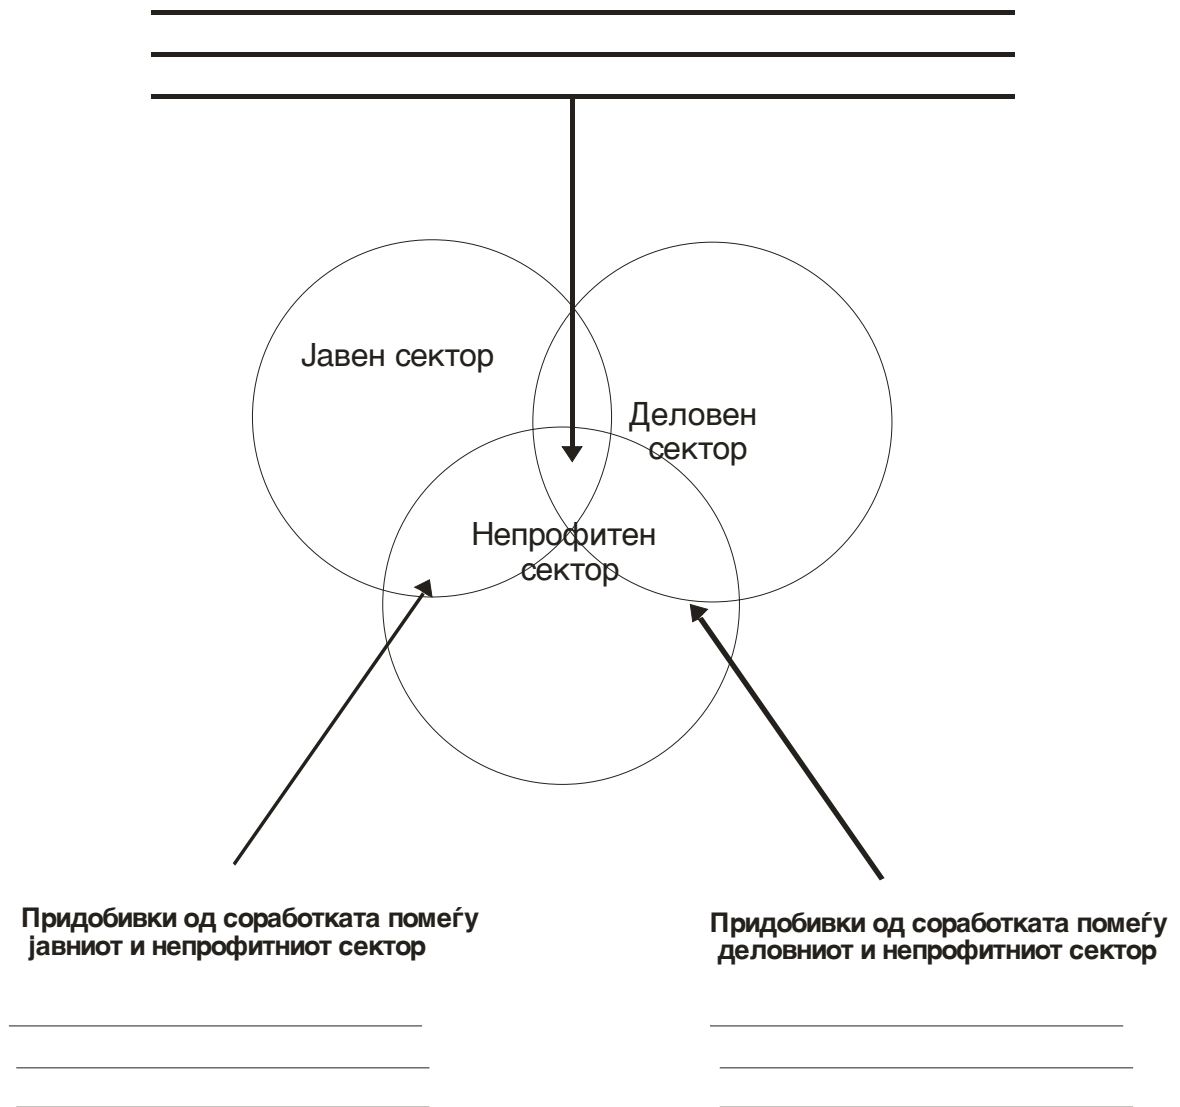 Јавен сектор
Деловен
сектор
Непрофитен
сектор
Придобивки од соработката помеѓу
јавниот и непрофитниот сектор
Придобивки од соработката помеѓу
деловниот и непрофитниот сектор